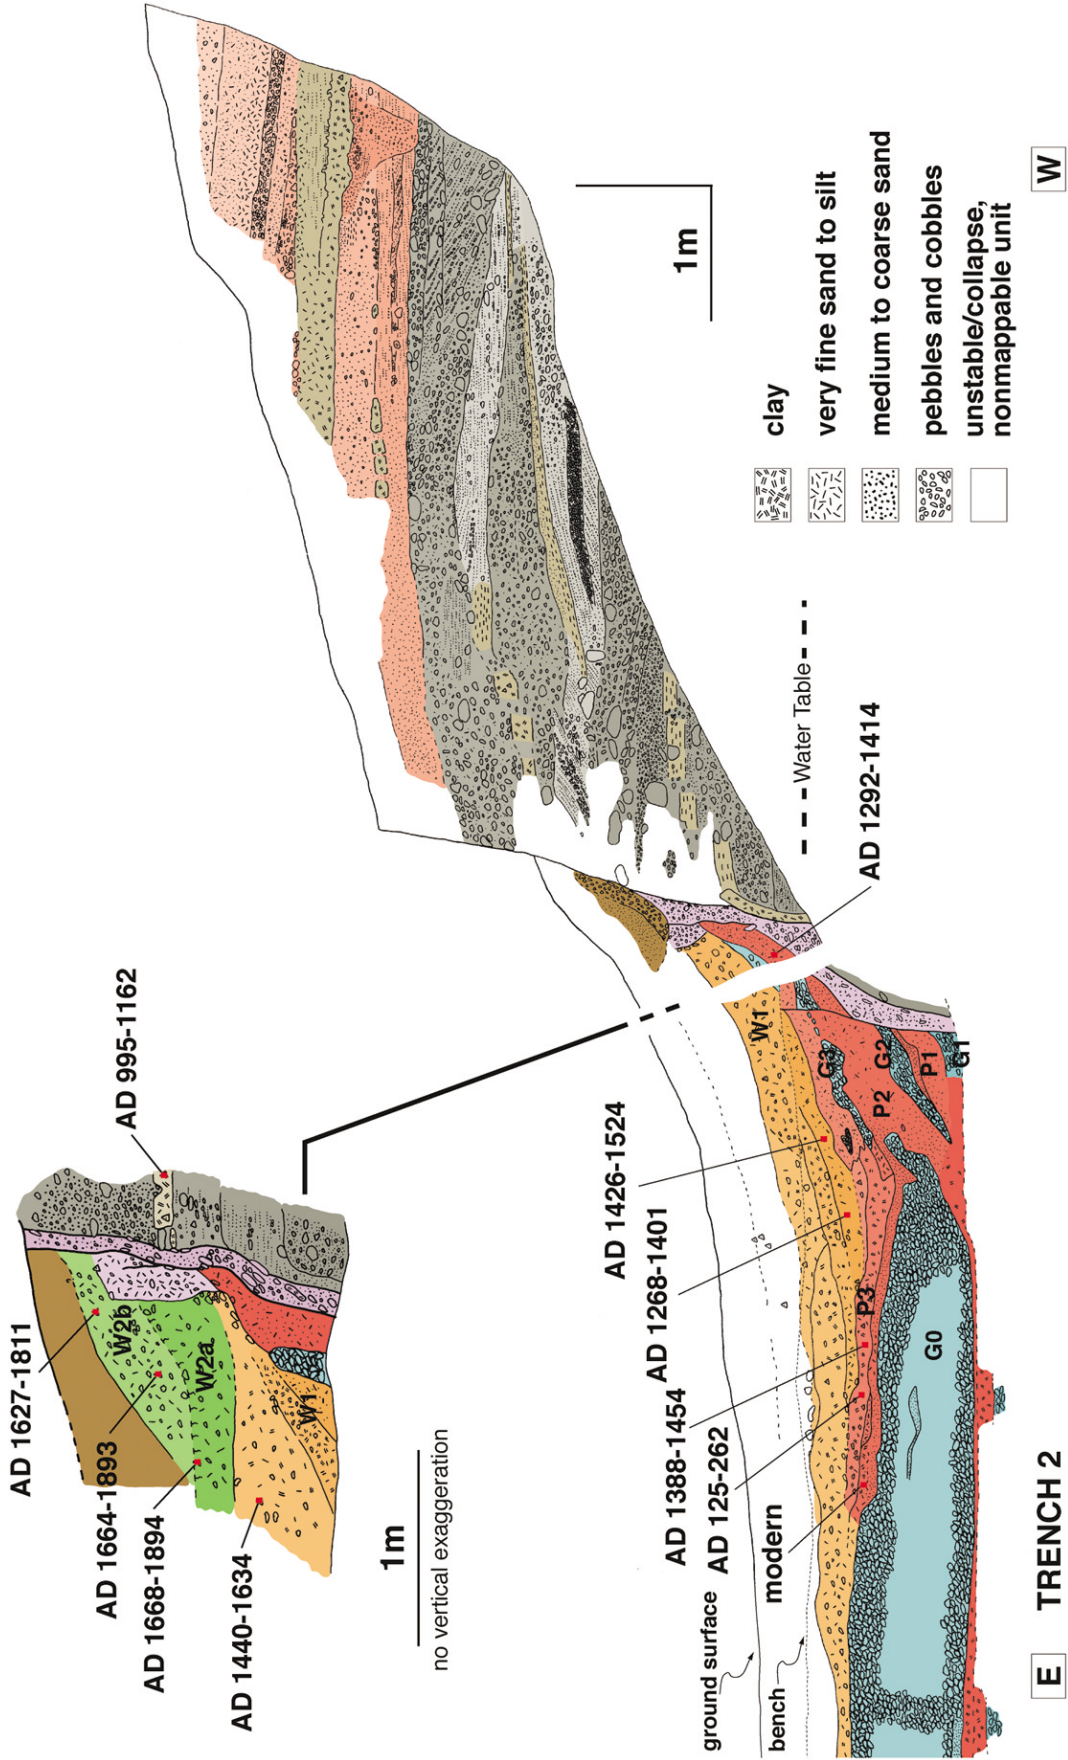 AD 1627-1811
AD 1664-1893
AD 1668-1894
AD 1440-1634
AD 995-1162
W2b
W2a
W1
1m
no vertical exaggeration
AD 1426-1524
AD 1268-1401
AD 1388-1454
AD 125-262
modern
ground surface
bench
W1
G3
G2
P1
G1
P2
P3
G0
AD 1292-1414
Water Table
1m
clay
very fine sand to silt
medium to coarse sand
pebbles and cobbles
unstable/collapse,
nonmappable unit
E
TRENCH 2
W